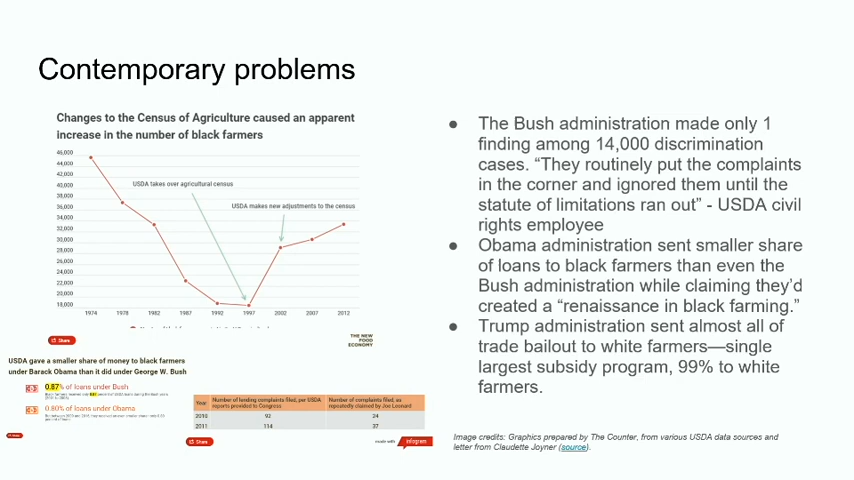 Contemporary problems
Changes to the Census of Agriculture caused an apparent
increase in the number of black farmers
46,000
44,000
42,000
40,000
38,000
36,000
34,000
32,000
30,000
28,000
26,000
24,000
22,000
20,000
18,000
USDA takes over agricultural census
USDA makes new adjustments to the census
1974
1978
1982
1987
1992
1997
2002
2007
2012
Share
THE NEW
FOOD
ECONOMY
USDA gave a smaller share of money to black farmers
under Barack Obama than it did under George W. Bush
0.87% of loans under Bush
0.80% of loans under Obama
Year
Number of lending complaints filed, per USDA
reports provided to Congress
Number of complaints filed, as
repeatedly claimed by Joe Leonard
2010 92 24
2011 114 37
Share
made with
infogram
● The Bush administration made only 1
finding among 14,000 discrimination
cases. “They routinely put the complaints
in the corner and ignored them until the
statute of limitations ran out” - USDA civil
rights employee
● Obama administration sent smaller share
of loans to black farmers than even the
Bush administration while claiming they’d
created a “renaissance in black farming.”
● Trump administration sent almost all of
trade bailout to white farmers—single
largest subsidy program, 99% to white
farmers.
Image credits: Graphics prepared by The Counter, from various USDA data sources and
letter from Claudette Joyner (source).